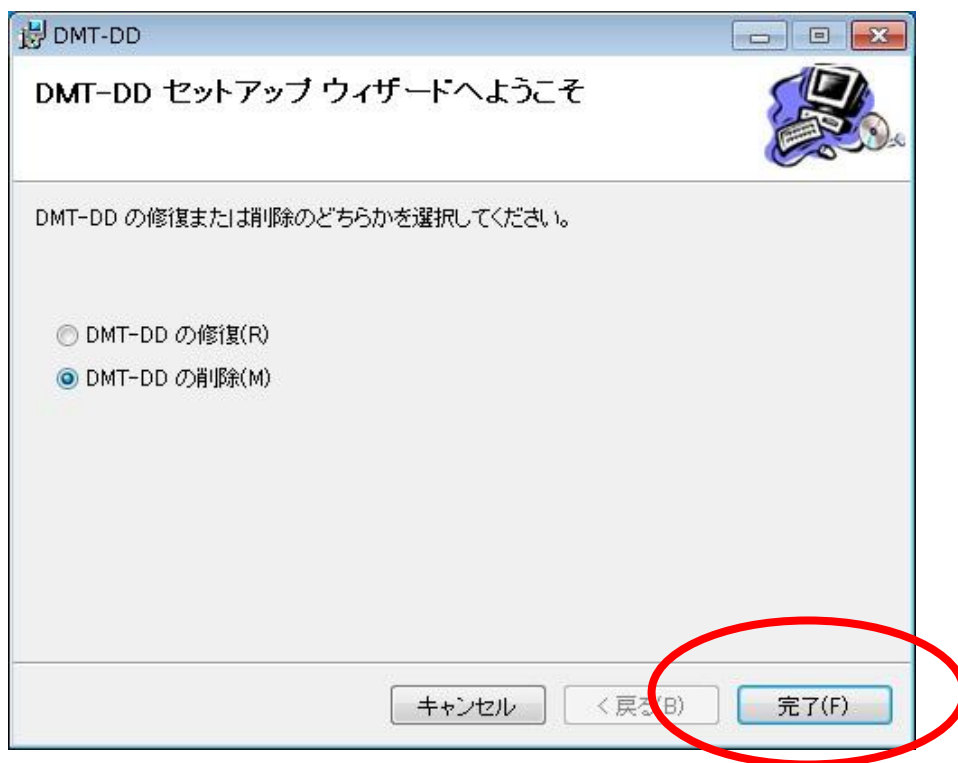 DMT-DD
DMT-DD セットアップ ウィザードへようこそ
DMT-DD の修復または削除のどちらかを選択してください。
DMT-DD の修復(R)
DMT-DD の削除(M)
キャンセル
< 戻る(B)
完了(F)